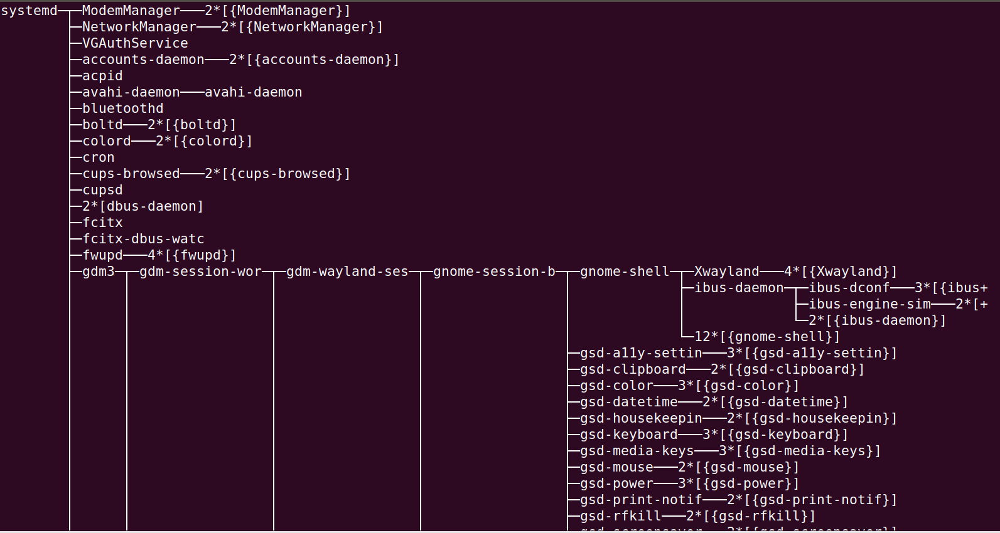 systemd─┬─ModemManager───2*[{ModemManager}]
        ├─NetworkManager───2*[{NetworkManager}]
        ├─VGAuthService
        ├─accounts-daemon───2*[{accounts-daemon}]
        ├─acpid
        ├─avahi-daemon───avahi-daemon
        ├─bluetoothd
        ├─boltd───2*[{boltd}]
        ├─colord───2*[{colord}]
        ├─cron
        ├─cups-browsed───2*[{cups-browsed}]
        ├─cupsd
        ├─2*[dbus-daemon]
        ├─fcitx
        ├─fcitx-dbus-watc
        ├─fwupd───4*[{fwupd}]
        ├─gdm3─┬─gdm-session-wor─┬─gdm-wayland-ses─┬─gnome-session-b─┬─gnome-shell─┬─Xwayland───4*[{Xwayland}]
        │      │                 │                 │                 │             ├─ibus-daemon─┬─ibus-dconf───3*[{ibus+
        │      │                 │                 │                 │             │             ├─ibus-engine-sim───2*[+
        │      │                 │                 │                 │             │             └─2*[{ibus-daemon}]
        │      │                 │                 │                 │             └─12*[{gnome-shell}]
        │      │                 │                 │                 ├─gsd-a11y-settin───3*[{gsd-a11y-settin}]
        │      │                 │                 │                 ├─gsd-clipboard───2*[{gsd-clipboard}]
        │      │                 │                 │                 ├─gsd-color───3*[{gsd-color}]
        │      │                 │                 │                 ├─gsd-datetime───2*[{gsd-datetime}]
        │      │                 │                 │                 ├─gsd-housekeepin───2*[{gsd-housekeepin}]
        │      │                 │                 │                 ├─gsd-keyboard───3*[{gsd-keyboard}]
        │      │                 │                 │                 ├─gsd-media-keys───3*[{gsd-media-keys}]
        │      │                 │                 │                 ├─gsd-mouse───2*[{gsd-mouse}]
        │      │                 │                 │                 ├─gsd-power───3*[{gsd-power}]
        │      │                 │                 │                 ├─gsd-print-notif───2*[{gsd-print-notif}]
        │      │                 │                 │                 ├─gsd-rfkill───2*[{gsd-rfkill}]